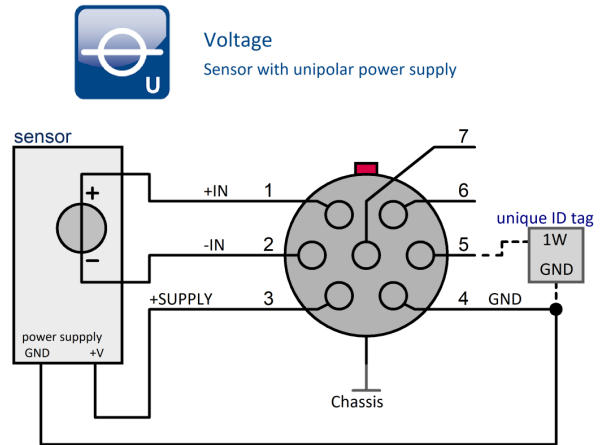 U
Voltage
Sensor with unipolar power supply
sensor
+
−
power suppply
GND +V
+IN 1
-IN 2
+SUPPLY 3
7
6
5
4 GND
unique ID tag
1W
GND
Chassis